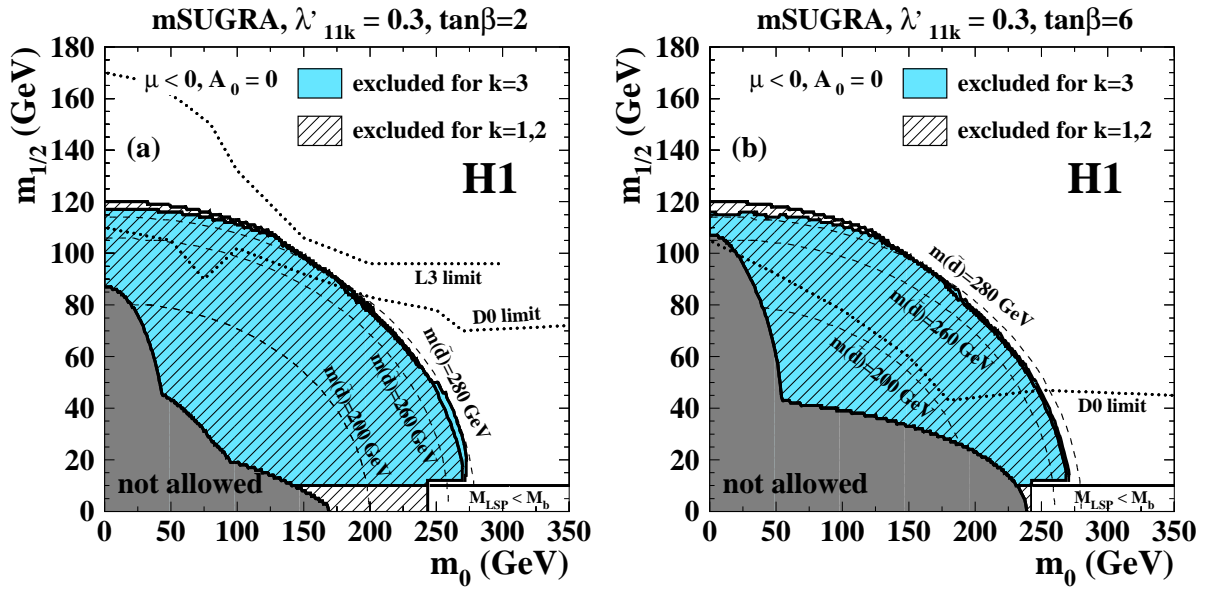 mSUGRA, λ’11k = 0.3, tanβ=2
m1/2 (GeV)
180
160
140
120
100
80
60
40
20
0
μ < 0, A0 = 0
excluded for k=3
excluded for k=1,2
(a)
H1
L3 limit
D0 limit
m(d̃)=280 GeV
m(d̃)=260 GeV
m(d̃)=200 GeV
not allowed
MLSP < Mb
0 50 100 150 200 250 300 350
m0 (GeV)
mSUGRA, λ’11k = 0.3, tanβ=6
m1/2 (GeV)
180
160
140
120
100
80
60
40
20
0
μ < 0, A0 = 0
excluded for k=3
excluded for k=1,2
(b)
H1
m(d̃)=280 GeV
m(d̃)=260 GeV
m(d̃)=200 GeV
D0 limit
not allowed
MLSP < Mb
0 50 100 150 200 250 300 350
m0 (GeV)